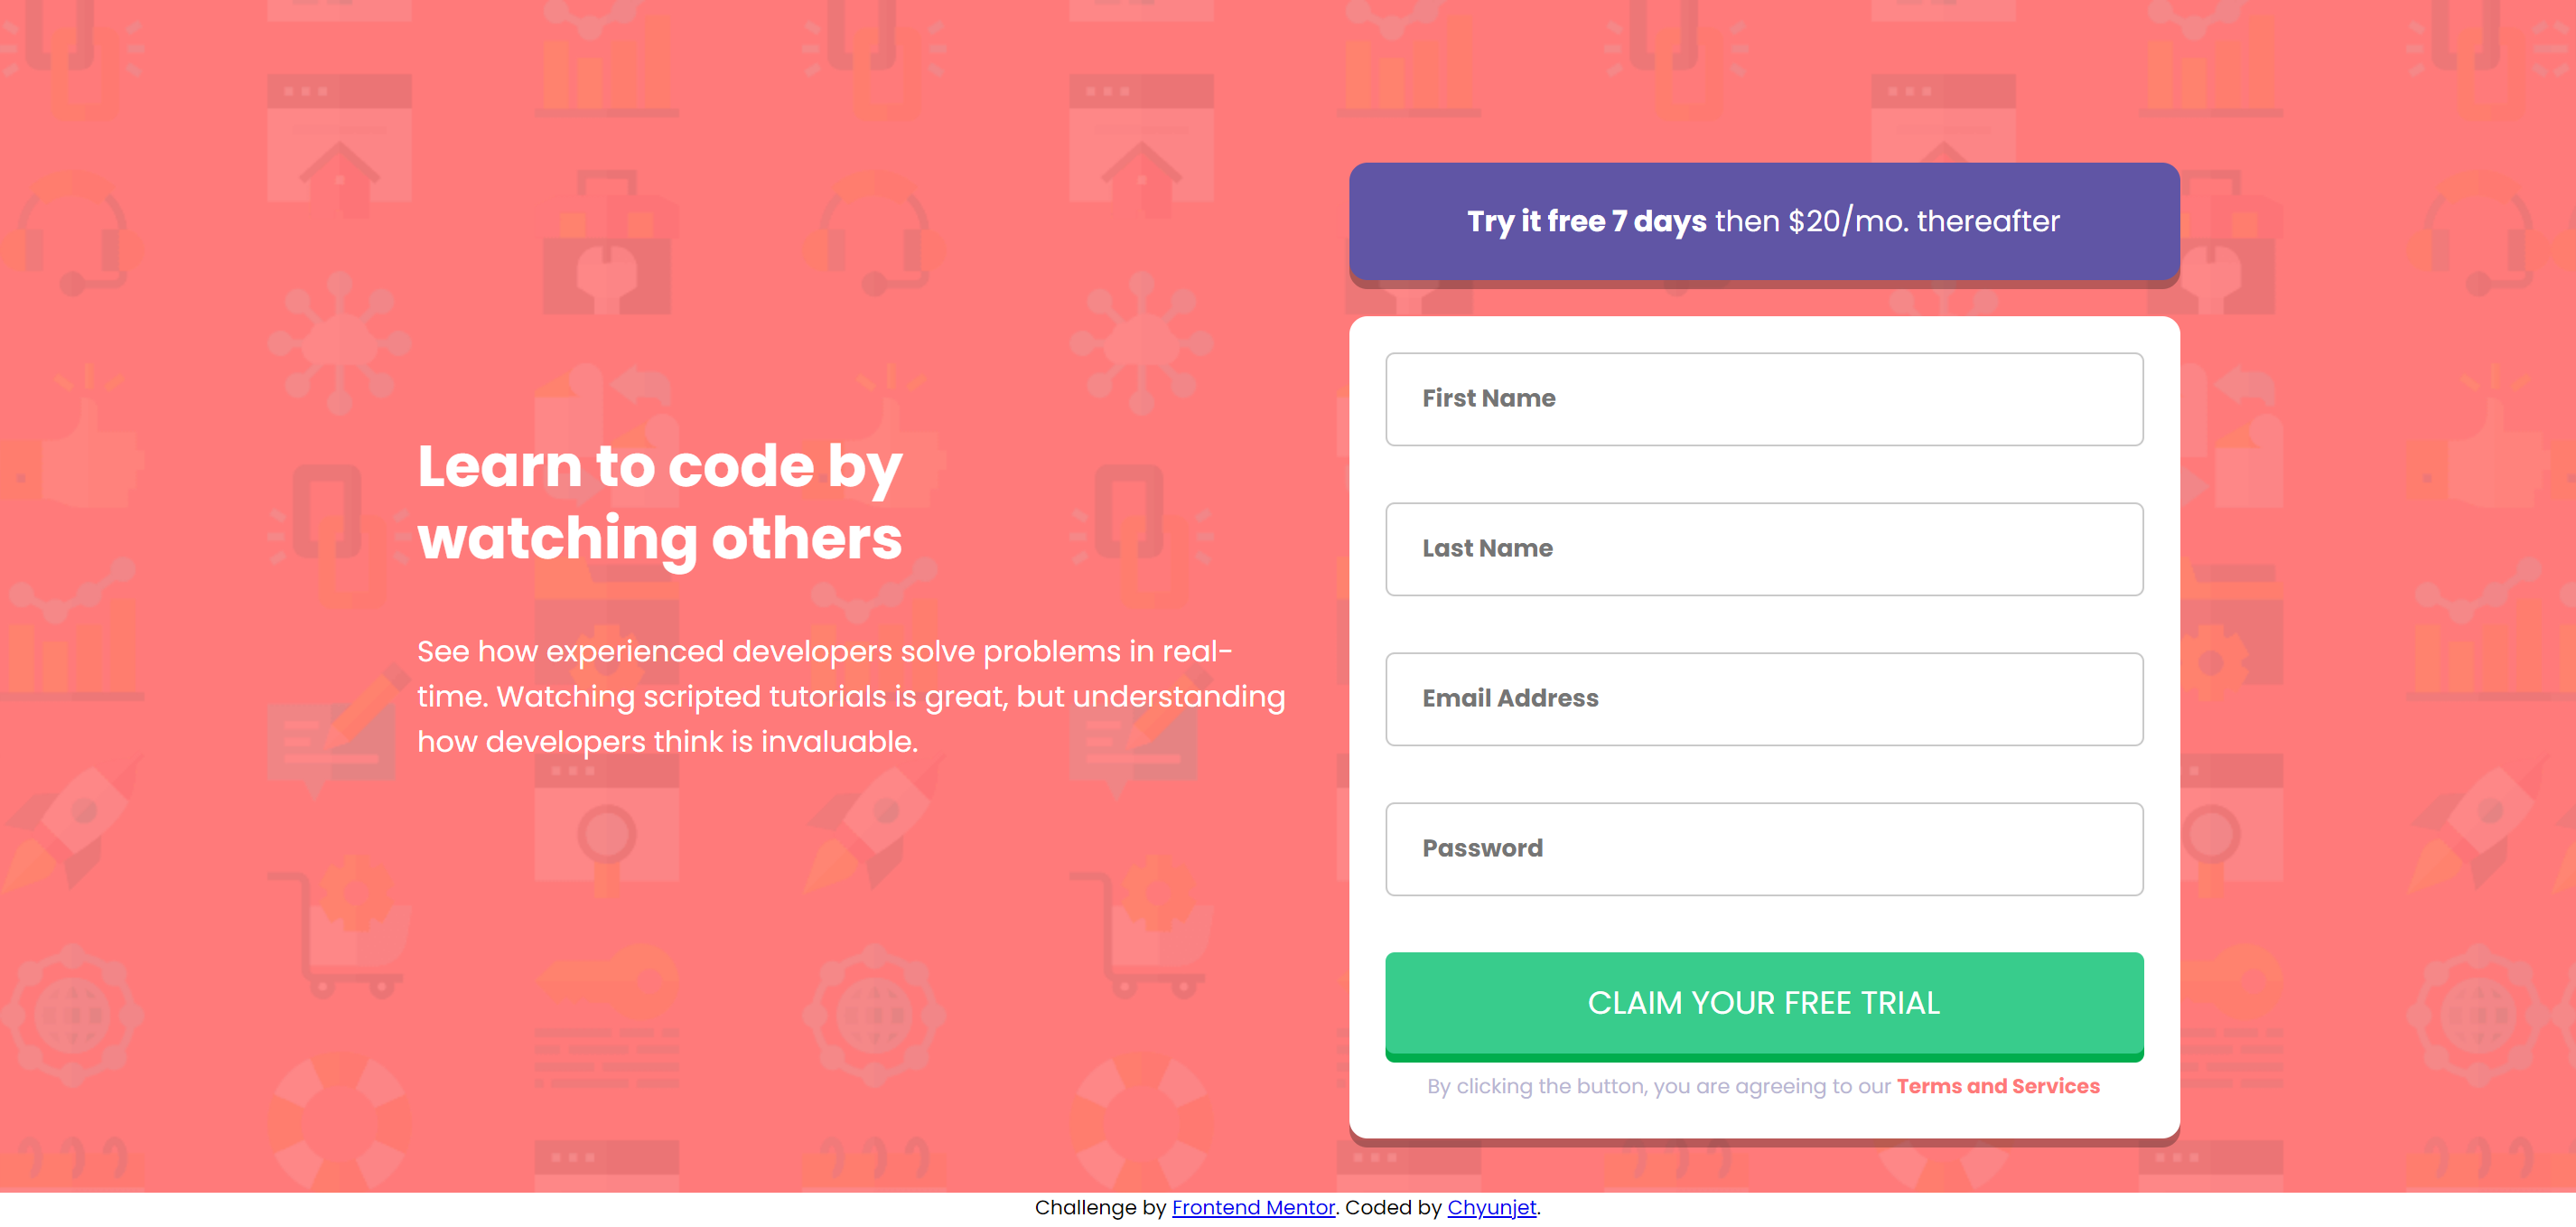 Learn to code by
watching others
See how experienced developers solve problems in real-
time. Watching scripted tutorials is great, but understanding
how developers think is invaluable.
Try it free 7 days then $20/mo. thereafter
First Name
Last Name
Email Address
Password
CLAIM YOUR FREE TRIAL
By clicking the button, you are agreeing to our Terms and Services
Challenge by Frontend Mentor. Coded by Chyunjet.